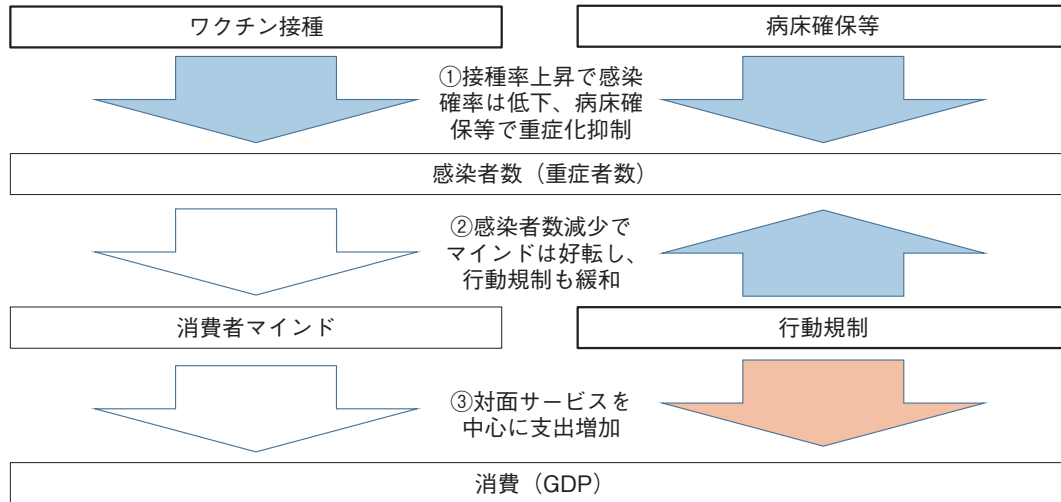 ワクチン接種
病床確保等
①接種率上昇で感染
確率は低下、病床確
保等で重症化抑制
感染者数（重症者数）
②感染者数減少で
マインドは好転し、
行動規制も緩和
消費者マインド
行動規制
③対面サービスを
中心に支出増加
消費（GDP）